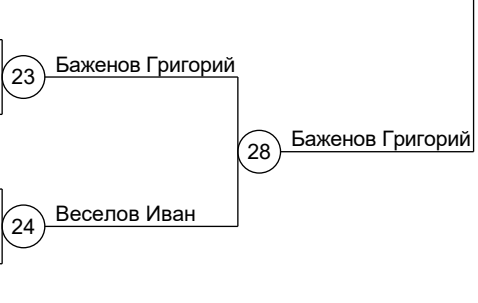 23 Баженов Григорий
28 Баженов Григорий
24 Веселов Иван